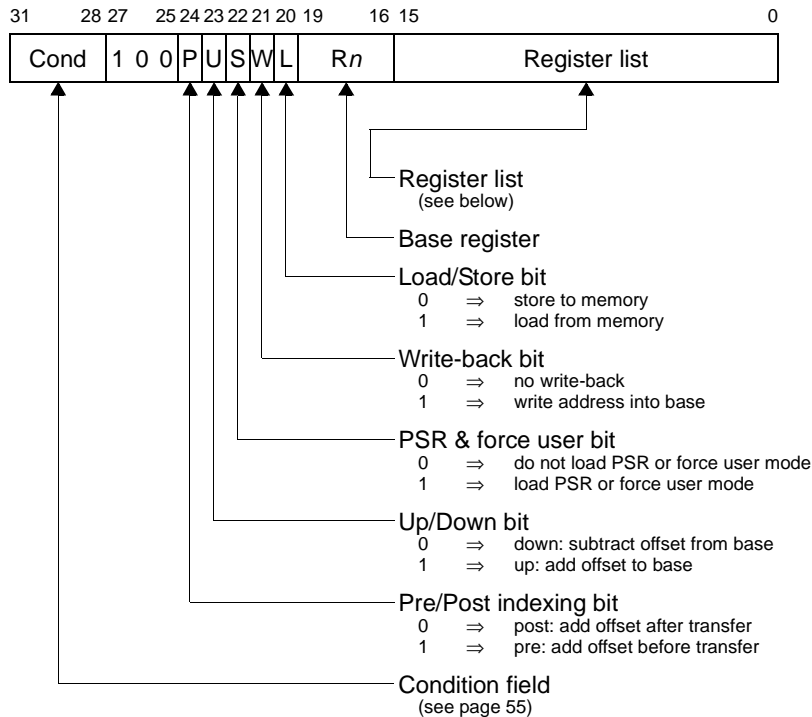 31 28 27 25 24 23 22 21 20 19 16 15 0
Cond 1 0 0 P U S W L Rn Register list
Register list
(see below)
Base register
Load/Store bit
0 ⇒ store to memory
1 ⇒ load from memory
Write-back bit
0 ⇒ no write-back
1 ⇒ write address into base
PSR & force user bit
0 ⇒ do not load PSR or force user mode
1 ⇒ load PSR or force user mode
Up/Down bit
0 ⇒ down: subtract offset from base
1 ⇒ up: add offset to base
Pre/Post indexing bit
0 ⇒ post: add offset after transfer
1 ⇒ pre: add offset before transfer
Condition field
(see page 55)